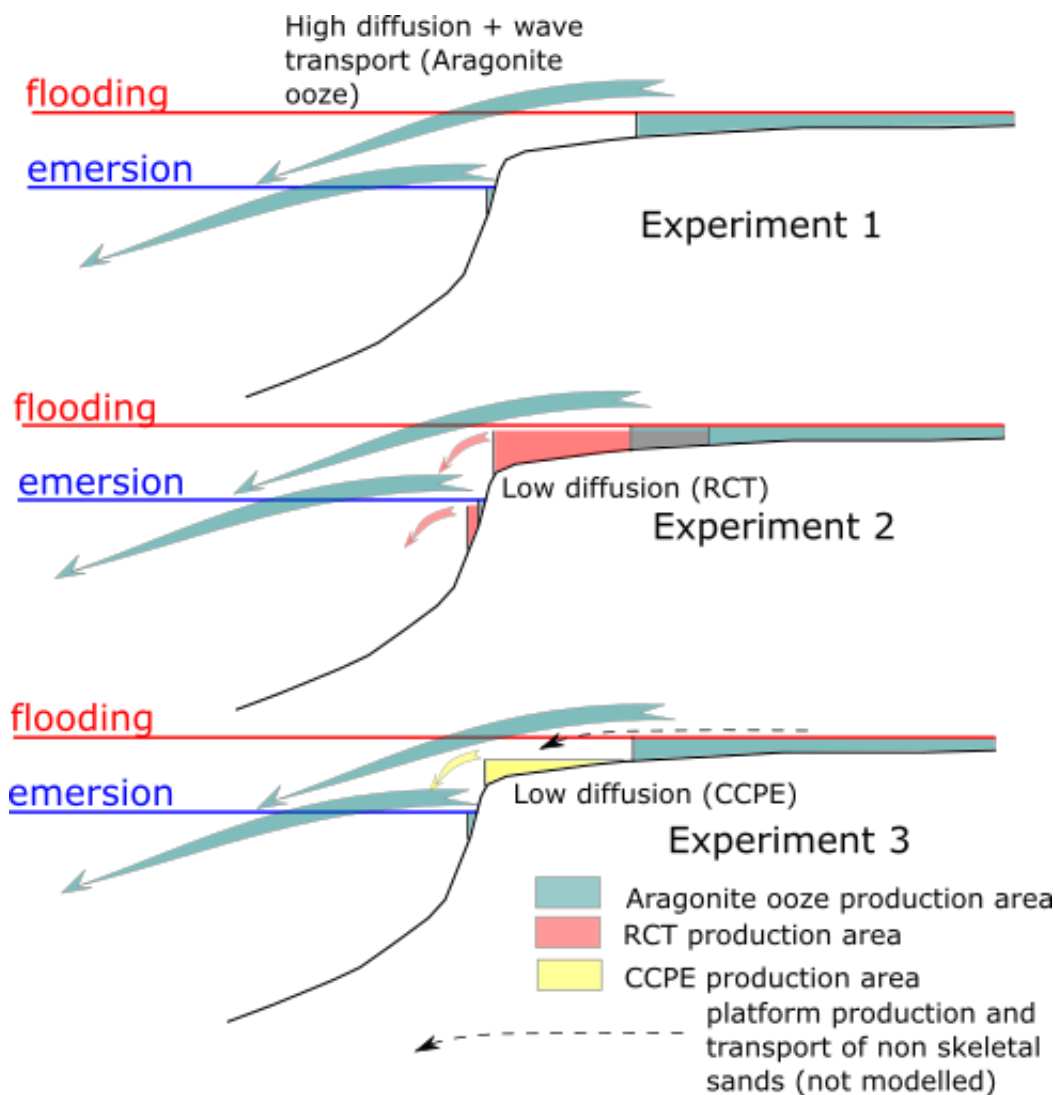 High diffusion + wave
transport (Aragonite
ooze)
flooding
emersion
Experiment 1
flooding
emersion
Low diffusion (RCT)
Experiment 2
flooding
emersion
Low diffusion (CCPE)
Experiment 3
Aragonite ooze production area
RCT production area
CCPE production area
platform production and
transport of non skeletal
sands (not modelled)